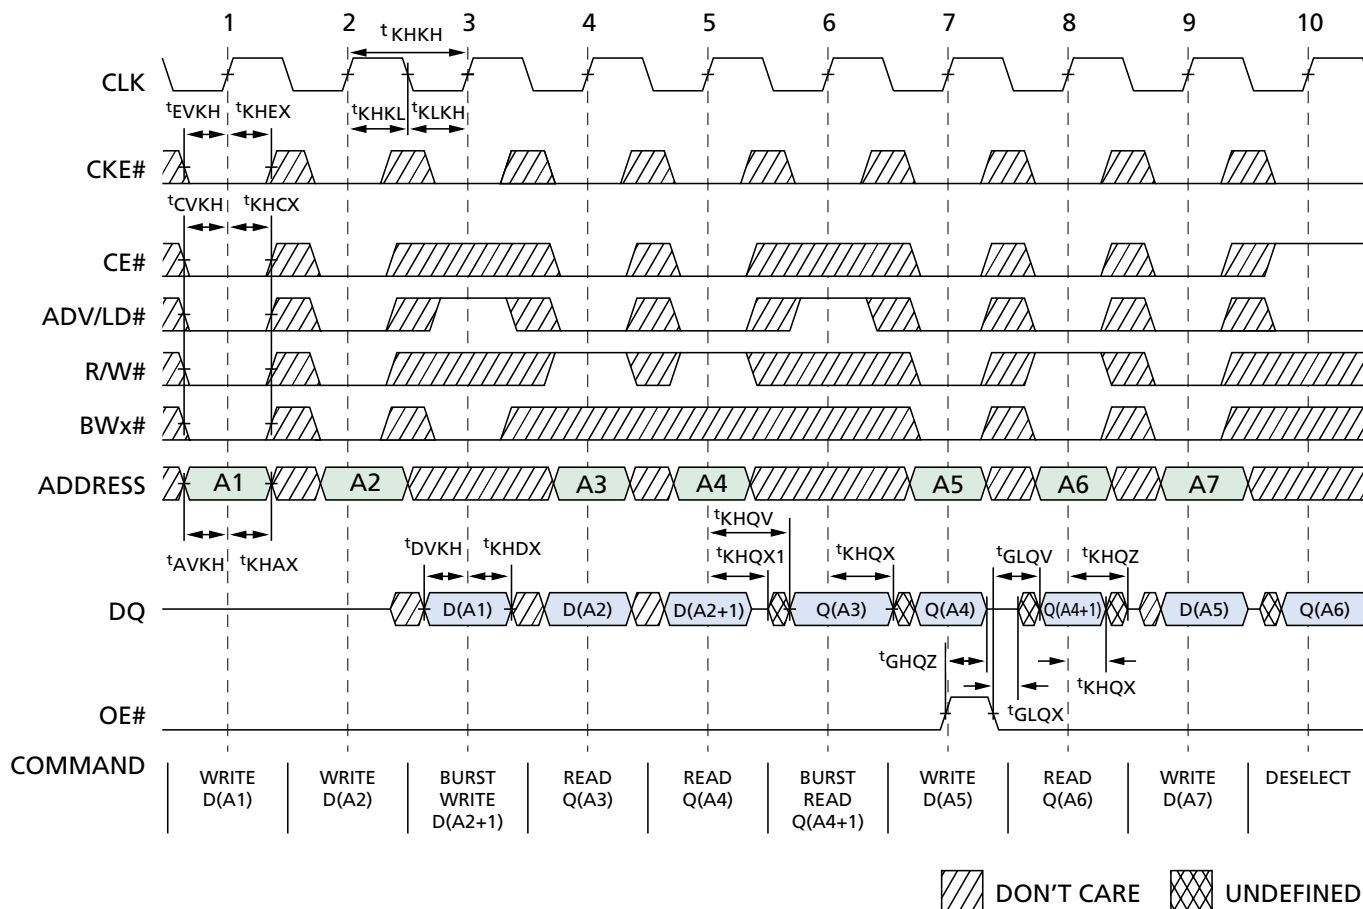 1 2 3 4 5 6 7 8 9 10
tKHKH
CLK
tEVKH tKHEX tKHKL tKLKH
CKE#
tCVKH tKHCX
CE#
ADV/LD#
R/W#
BWx#
ADDRESS A1 A2 A3 A4 A5 A6 A7
tKHQV
tAVKH tKHAX tDVKH tKHDX tKHQX1 tKHQX tGLQV tKHQZ
DQ D(A1) D(A2) D(A2+1) Q(A3) Q(A4) Q(A4+1) D(A5) Q(A6)
tGHQZ tKHQX
OE# tGLQX
COMMAND
WRITE D(A1)
WRITE D(A2)
BURST WRITE D(A2+1)
READ Q(A3)
READ Q(A4)
BURST READ Q(A4+1)
WRITE D(A5)
READ Q(A6)
WRITE D(A7)
DESELECT
DON'T CARE UNDEFINED